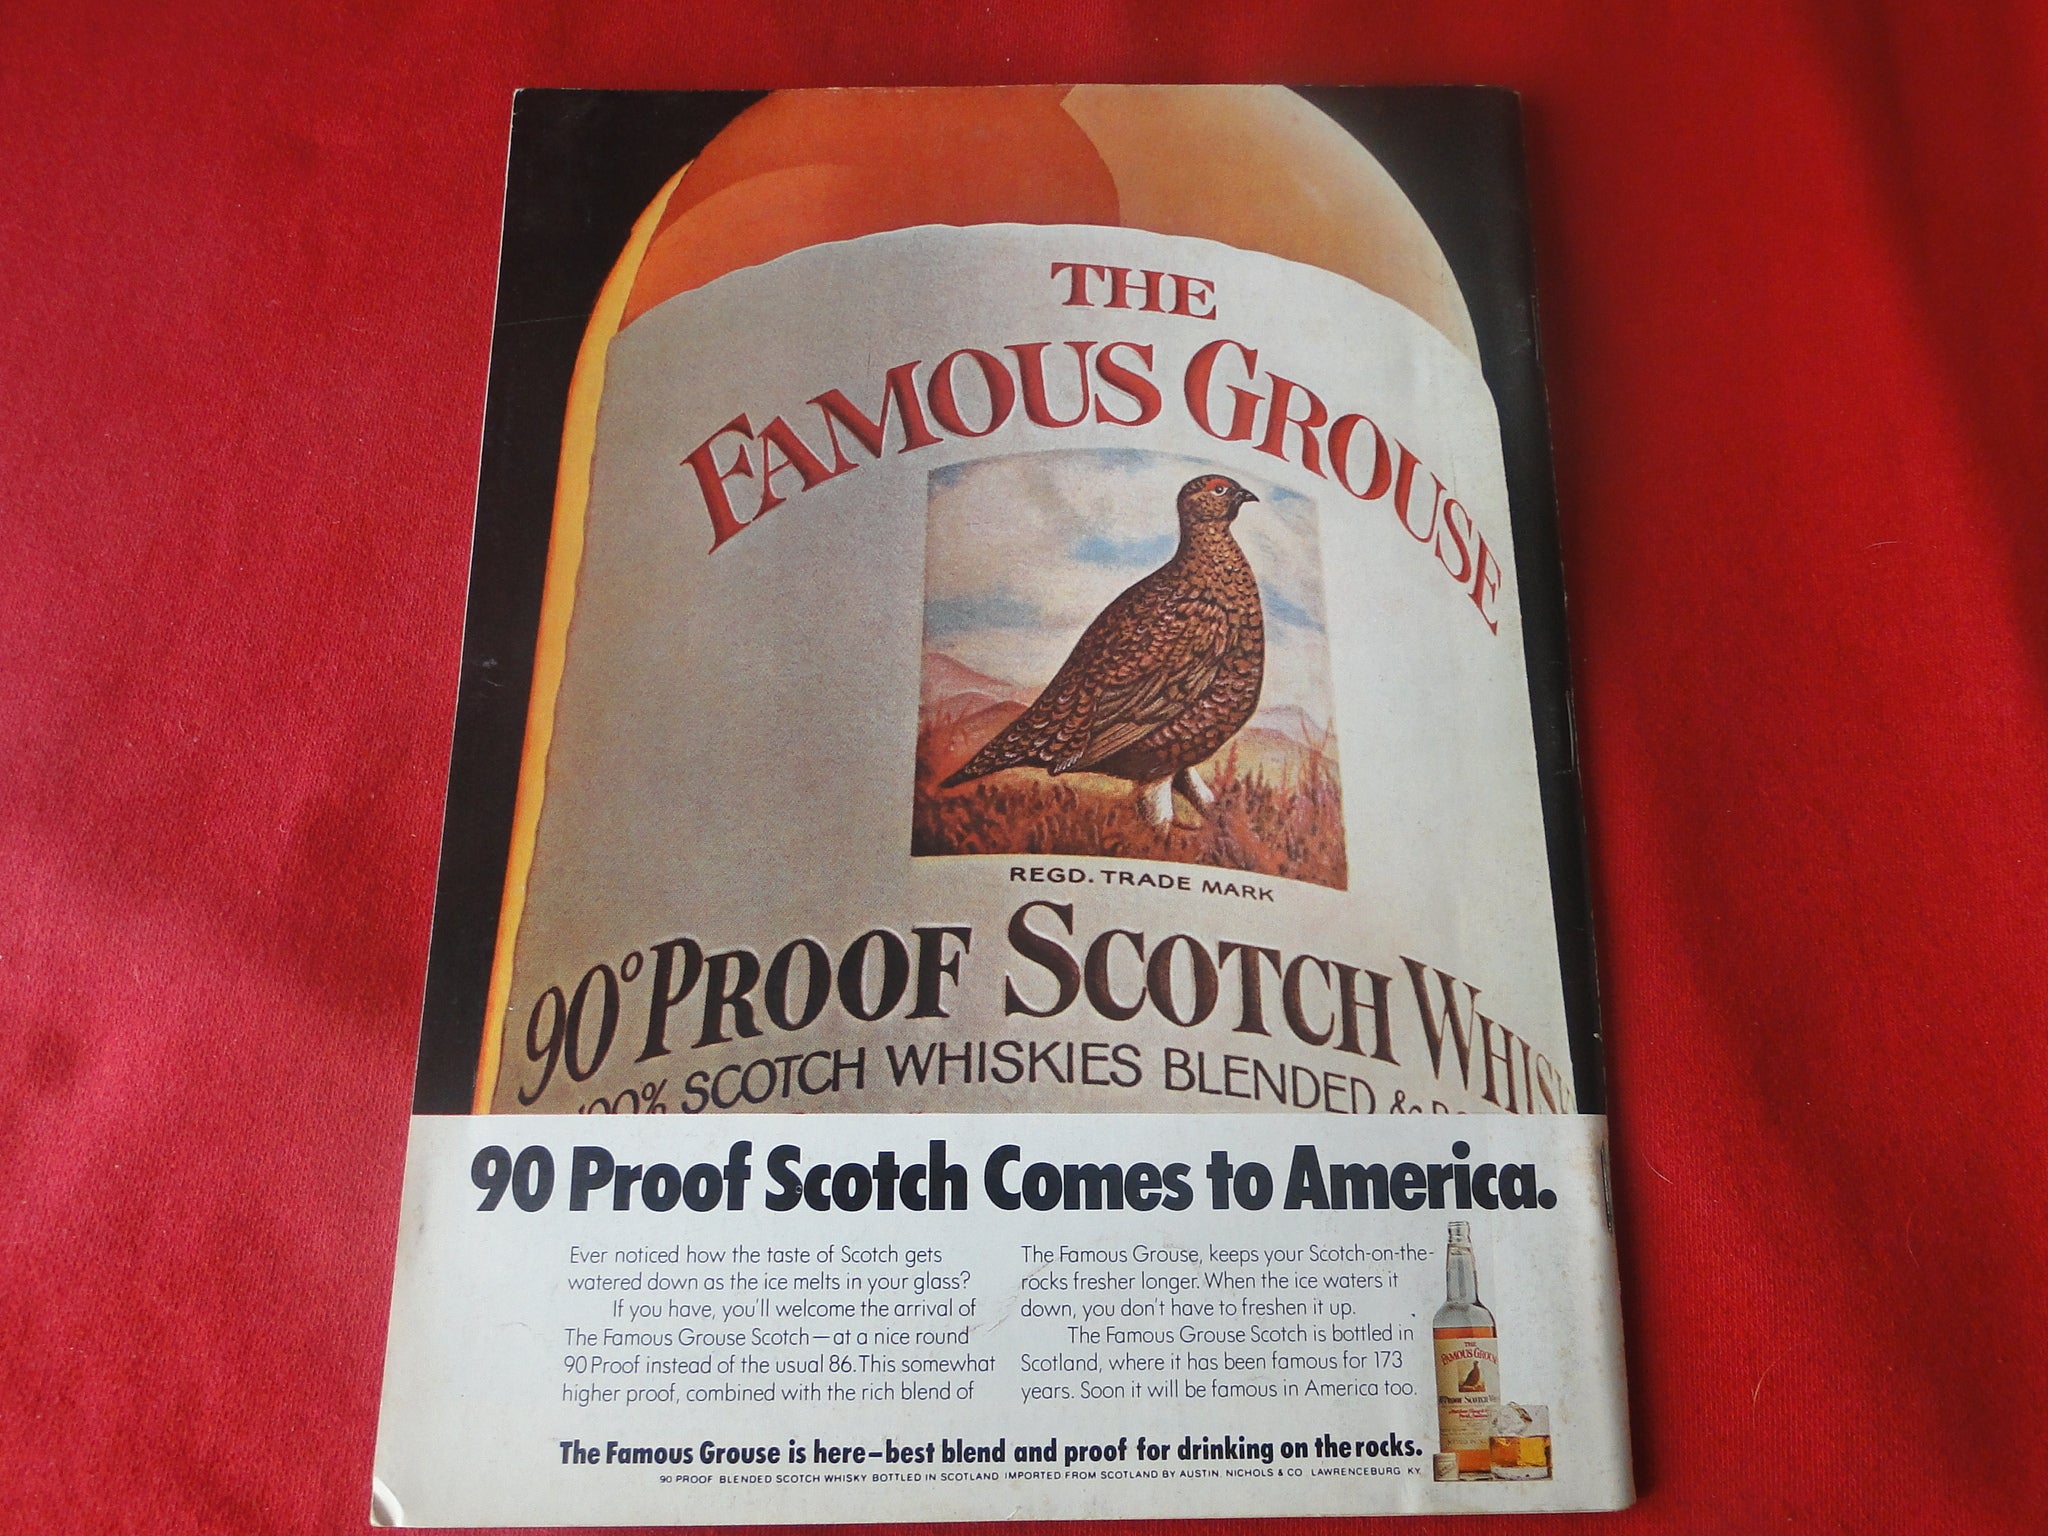 THE
FAMOUS GROUSE
REGD. TRADE MARK
90° PROOF SCOTCH WHIS
100% SCOTCH WHISKIES BLENDED &
90 Proof Scotch Comes to America.
Ever noticed how the taste of Scotch gets
watered down as the ice melts in your glass?
If you have, you'll welcome the arrival of
The Famous Grouse Scotch—at a nice round
90 Proof instead of the usual 86. This somewhat
higher proof, combined with the rich blend of
The Famous Grouse, keeps your Scotch-on-the-
rocks fresher longer. When the ice waters it
down, you don't have to freshen it up.
The Famous Grouse Scotch is bottled in
Scotland, where it has been famous for 173
years. Soon it will be famous in America too.
THE
FAMOUS GROUSE
The Famous Grouse is here—best blend and proof for drinking on the rocks.
90 PROOF BLENDED SCOTCH WHISKY BOTTLED IN SCOTLAND IMPORTED FROM SCOTLAND BY AUSTIN, NICHOLS & CO. LAWRENCEBURG KY.